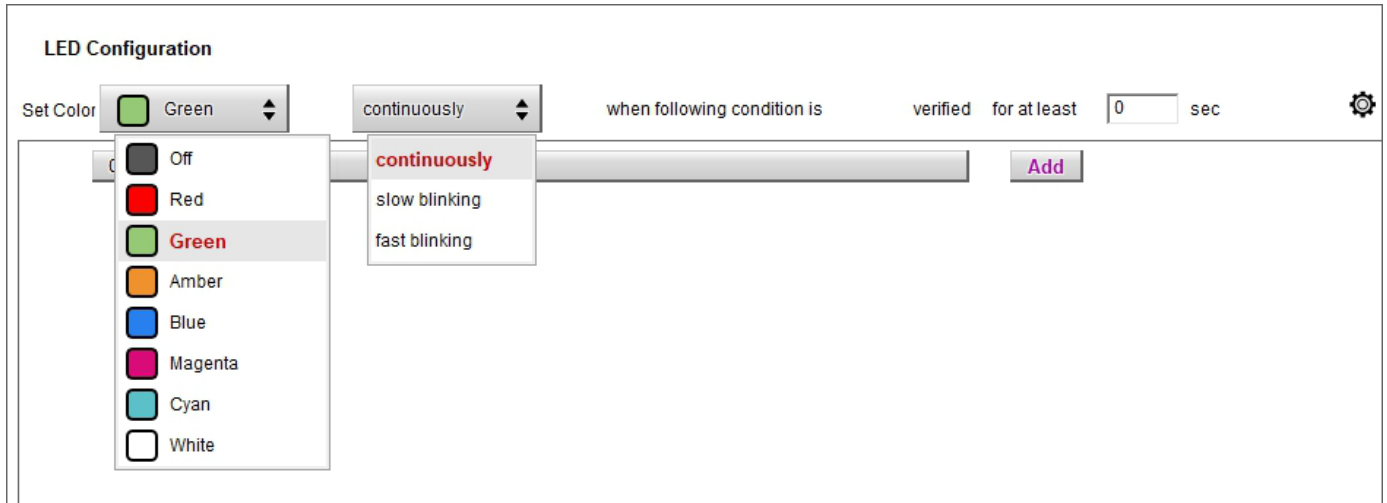 LED Configuration
Set Color Green continuously when following condition is verified for at least 0 sec
Off continuously Add
Red slow blinking
Green fast blinking
Amber
Blue
Magenta
Cyan
White